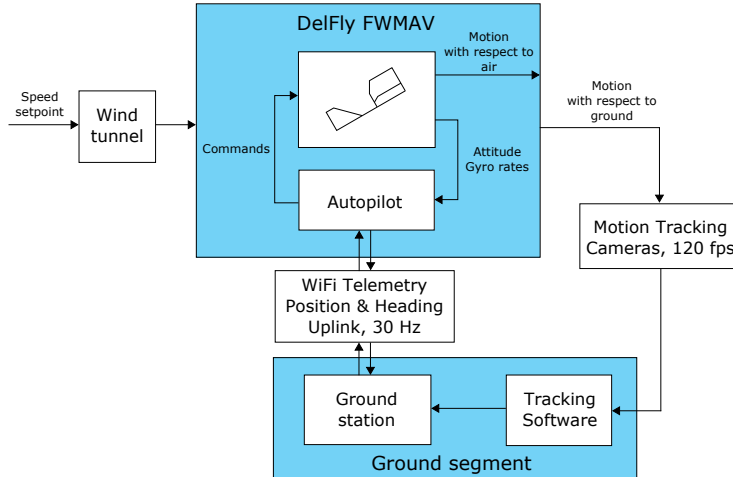 DelFly FWMAV
Motion
with respect to
air
Speed
setpoint
Wind
tunnel
Commands
Attitude
Gyro rates
Motion
with respect to
ground
Autopilot
Motion Tracking
Cameras, 120 fps
WiFi Telemetry
Position & Heading
Uplink, 30 Hz
Ground
station
Tracking
Software
Ground segment